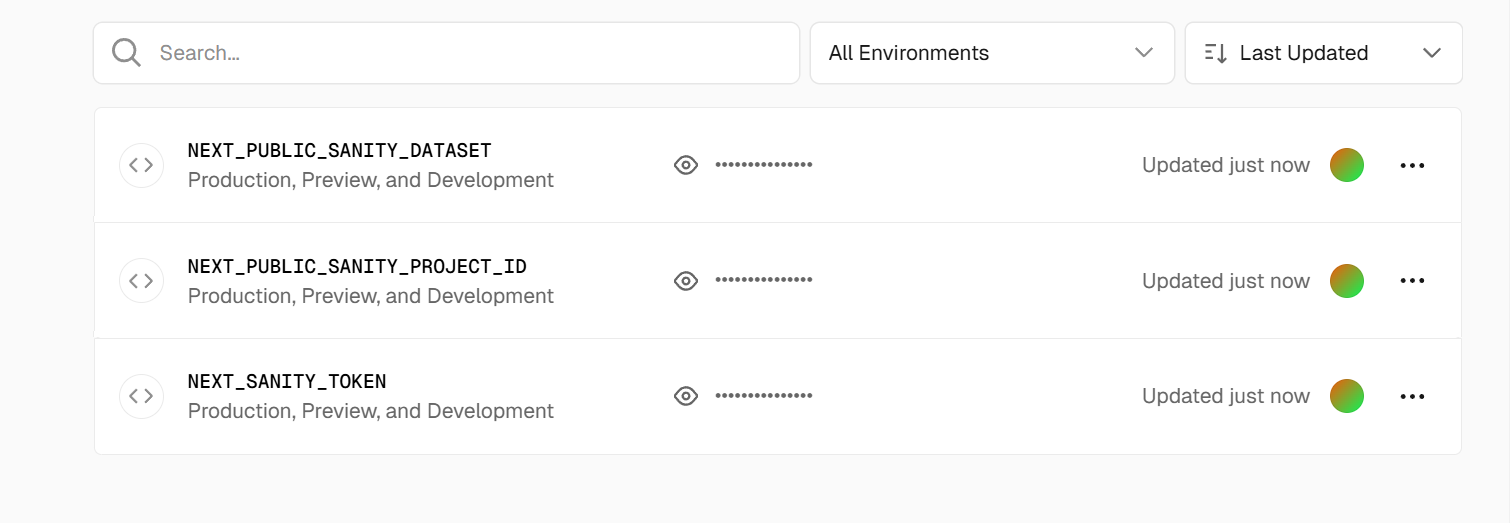 Search...
All Environments
Last Updated
NEXT_PUBLIC_SANITY_DATASET
Production, Preview, and Development
•••••••••••••••
Updated just now
NEXT_PUBLIC_SANITY_PROJECT_ID
Production, Preview, and Development
•••••••••••••••
Updated just now
NEXT_SANITY_TOKEN
Production, Preview, and Development
•••••••••••••••
Updated just now